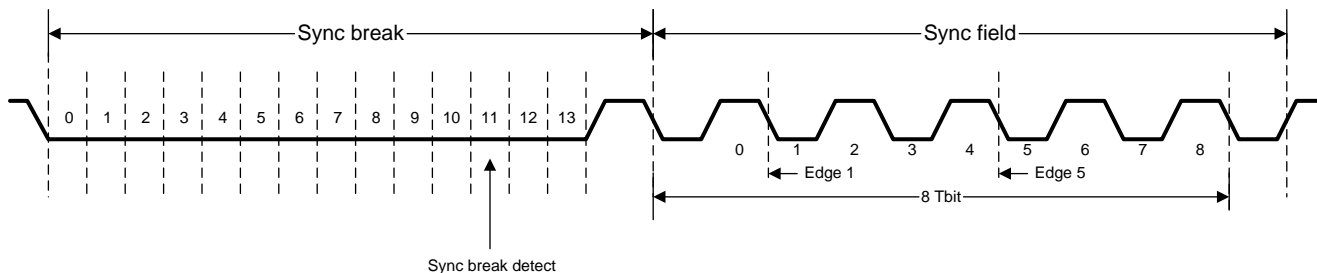 Sync break
Sync field
0 1 2 3 4 5 6 7 8 9 10 11 12 13
0 1 2 3 4 5 6 7 8
Edge 1
Edge 5
8 Tbit
Sync break detect